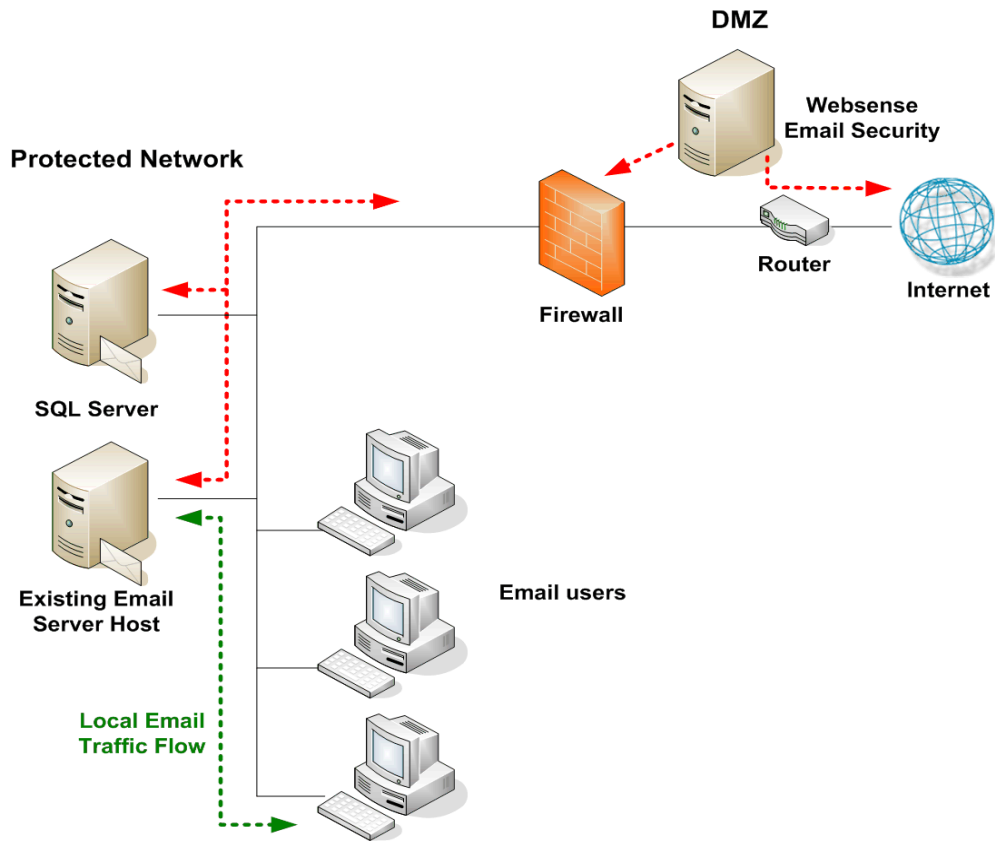 DMZ
Websense
Email Security
Protected Network
Router
Internet
Firewall
SQL Server
Existing Email
Server Host
Email users
Local Email
Traffic Flow